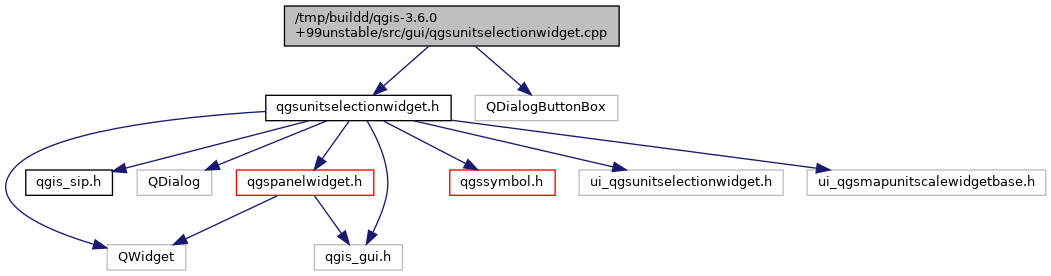 /tmp/buildd/qgis-3.6.0
+99unstable/src/gui/qgsunitselectionwidget.cpp
qgsunitselectionwidget.h
QDialogButtonBox
qgis_sip.h
QDialog
qgspanelwidget.h
qgssymbol.h
ui_qgsunitselectionwidget.h
ui_qgsmapunitscalewidgetbase.h
QWidget
qgis_gui.h